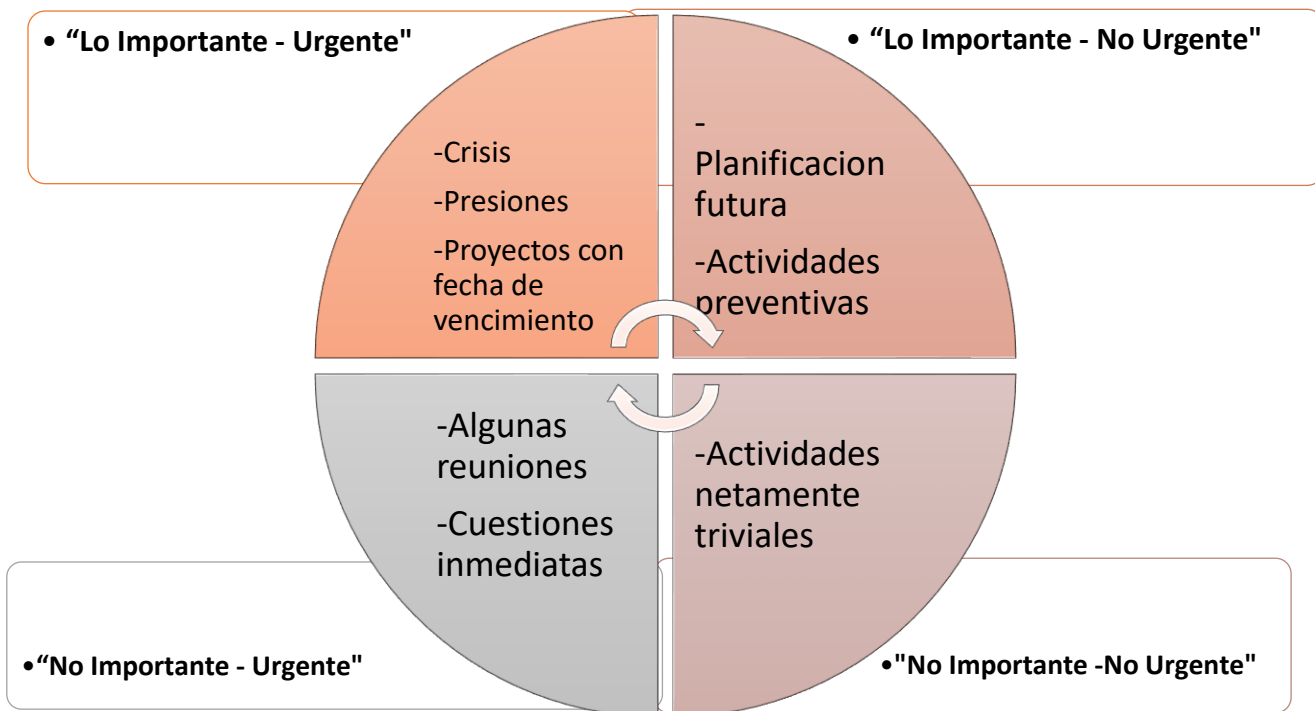 • “Lo Importante - Urgente"
• “Lo Importante - No Urgente"
-Crisis
-Presiones
-Proyectos con
fecha de
vencimiento
-
Planificacion
futura
-Actividades
preventivas
-Algunas
reuniones
-Cuestiones
inmediatas
-Actividades
netamente
triviales
•“No Importante - Urgente"
•"No Importante -No Urgente"